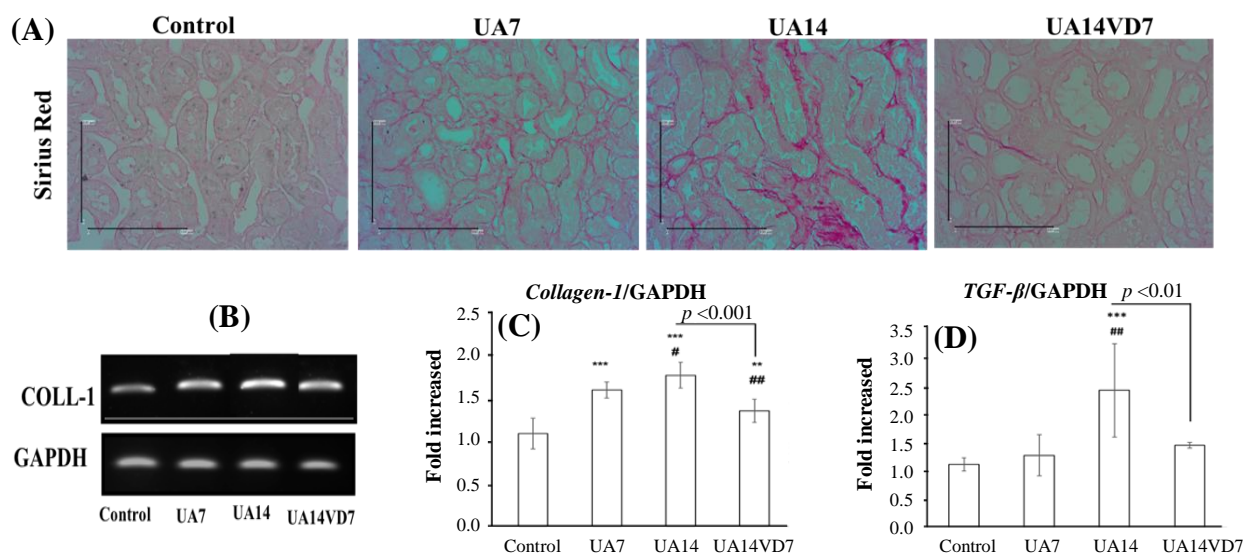 (A)
Control UA7 UA14 UA14VD7
Sirius Red
(B)
COLL-1
GAPDH
Control UA7 UA14 UA14VD7
Collagen-1/GAPDH
(C)
p <0.001
Fold increased
2.5
2.0
1.5
1.0
0.5
0.0
***
***
#
**
##
Control UA7 UA14 UA14VD7
TGF-β/GAPDH
(D)
p <0.01
Fold increased
3.5
3.0
2.5
2.0
1.5
1.0
0.5
0.0
***
##
Control UA7 UA14 UA14VD7